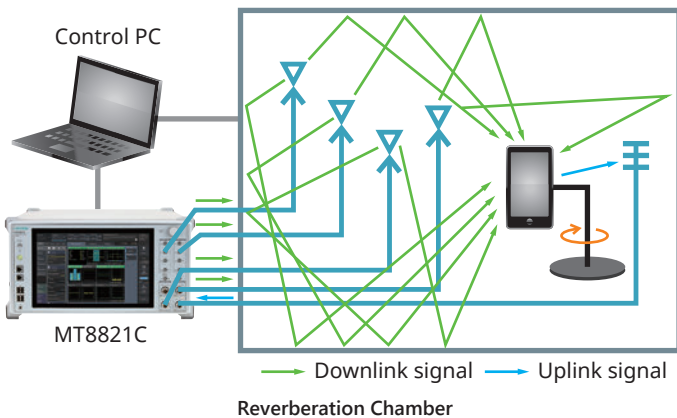 Control PC
MT8821C
Downlink signal
Uplink signal
Reverberation Chamber